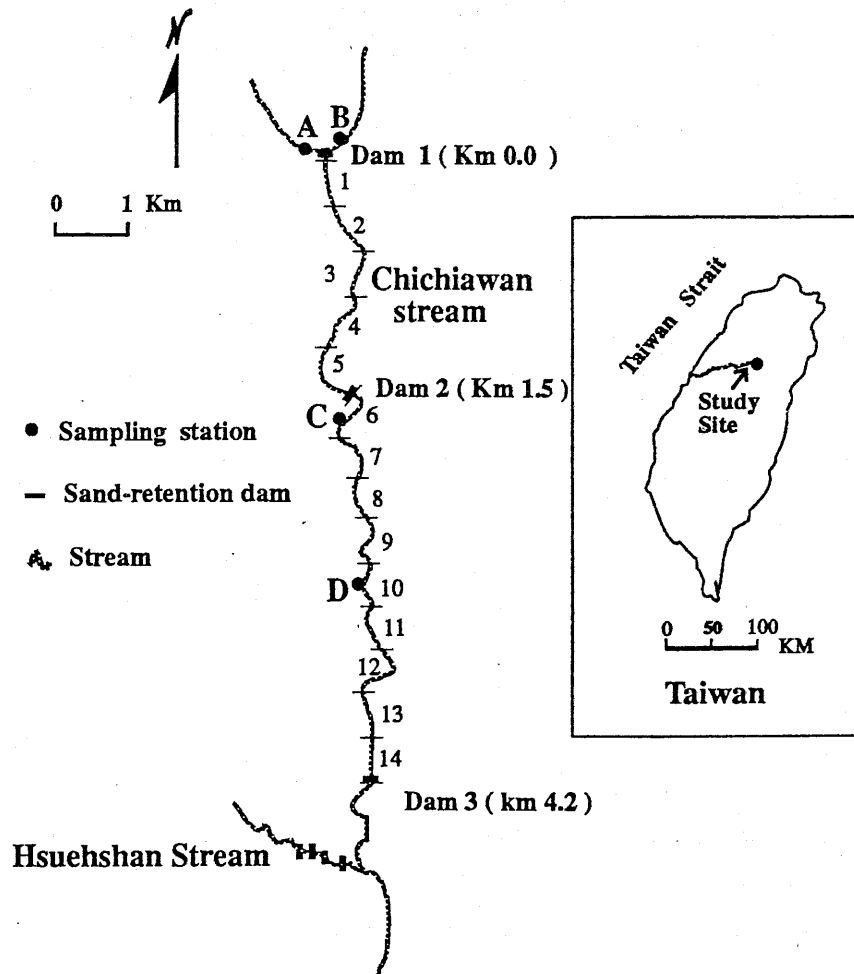 N
A
B
Dam 1 ( Km 0.0 )
0 1 Km
1
2
3
Chichiawan
stream
4
5
Dam 2 ( Km 1.5 )
C
6
7
8
9
D
10
11
12
13
14
Dam 3 ( km 4.2 )
Hsuehshan Stream
Sampling station
Sand-retention dam
Stream
Taiwan Strait
Study
Site
0 50 100
KM
Taiwan